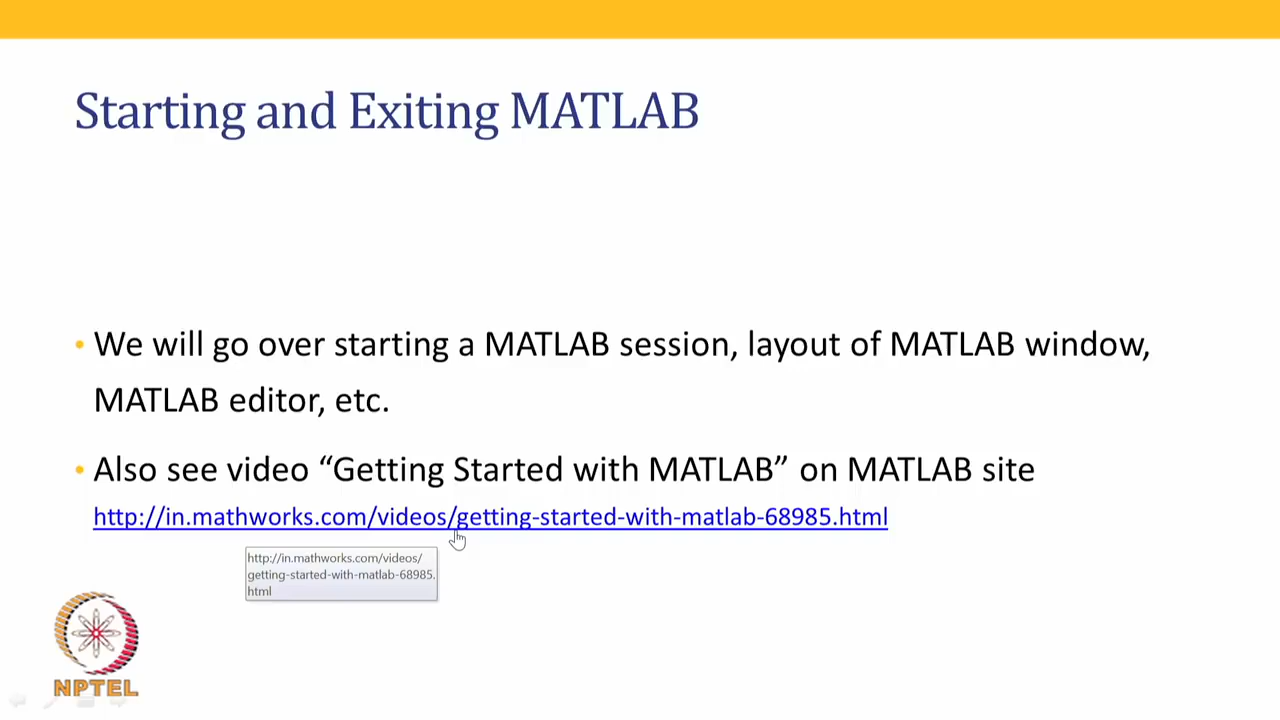 Starting and Exiting MATLAB
• We will go over starting a MATLAB session, layout of MATLAB window,
MATLAB editor, etc.
• Also see video “Getting Started with MATLAB” on MATLAB site
http://in.mathworks.com/videos/getting-started-with-matlab-68985.html
http://in.mathworks.com/videos/
getting-started-with-matlab-68985.
html
NPTEL